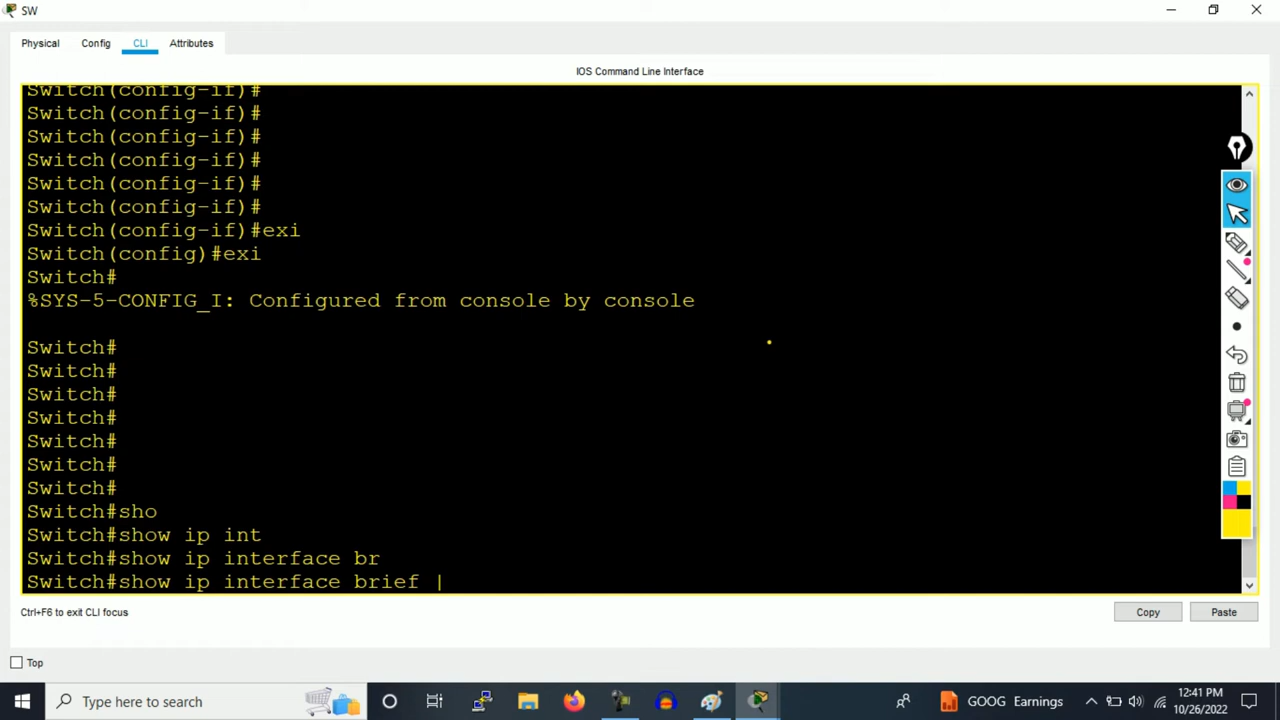 SW
Physical
Config
CLI
Attributes
IOS Command Line Interface
Switch(config-if)#
Switch(config-if)#
Switch(config-if)#
Switch(config-if)#
Switch(config-if)#
Switch(config-if)#
Switch(config-if)#exi
Switch(config)#exi
Switch#
%SYS-5-CONFIG_I: Configured from console by console
Switch#
Switch#
Switch#
Switch#
Switch#
Switch#
Switch#
Switch#sho
Switch#show ip int
Switch#show ip interface br
Switch#show ip interface brief |
Ctrl+F6 to exit CLI focus
Copy
Paste
Top
Type here to search
GOOG Earnings
12:41 PM
10/26/2022